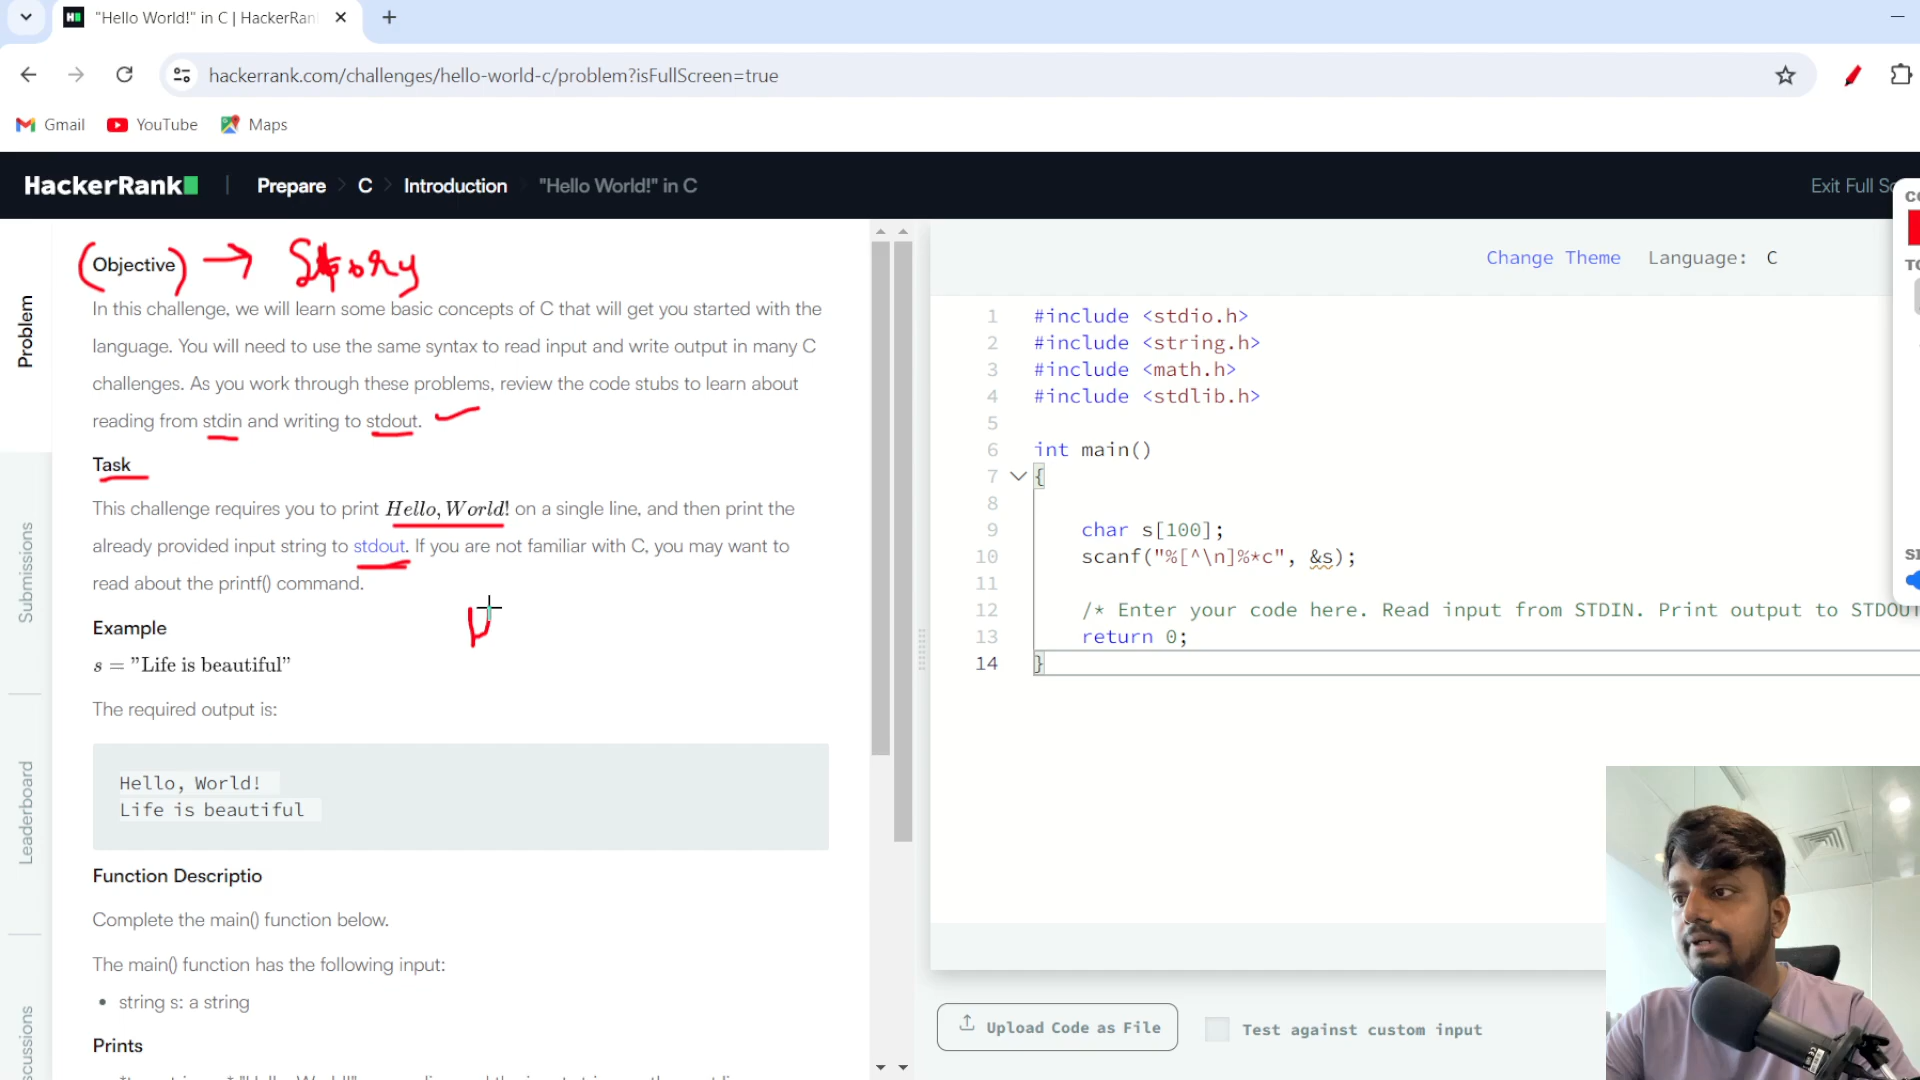 "Hello World!" in C | HackerRan
hackerrank.com/challenges/hello-world-c/problem?isFullScreen=true
Gmail YouTube Maps
HackerRank | Prepare > C > Introduction > "Hello World!" in C
Exit Full Sc
Problem
Submissions
Leaderboard
scussions
(Objective) → Story
In this challenge, we will learn some basic concepts of C that will get you started with the
language. You will need to use the same syntax to read input and write output in many C
challenges. As you work through these problems, review the code stubs to learn about
reading from stdin and writing to stdout.
Task
This challenge requires you to print Hello, World! on a single line, and then print the
already provided input string to stdout. If you are not familiar with C, you may want to
read about the printf() command.
Example
s = "Life is beautiful"
The required output is:
Hello, World!
Life is beautiful
Function Descriptio
Complete the main() function below.
The main() function has the following input:
• string s: a string
Prints
Change Theme Language: C
1 #include <stdio.h>
2 #include <string.h>
3 #include <math.h>
4 #include <stdlib.h>
5
6 int main()
7 {
8
9 char s[100];
10 scanf("%[^\n]%*c", &s);
11
12 /* Enter your code here. Read input from STDIN. Print output to STDOUT
13 return 0;
14 }
Upload Code as File
Test against custom input
CO
TO
SI